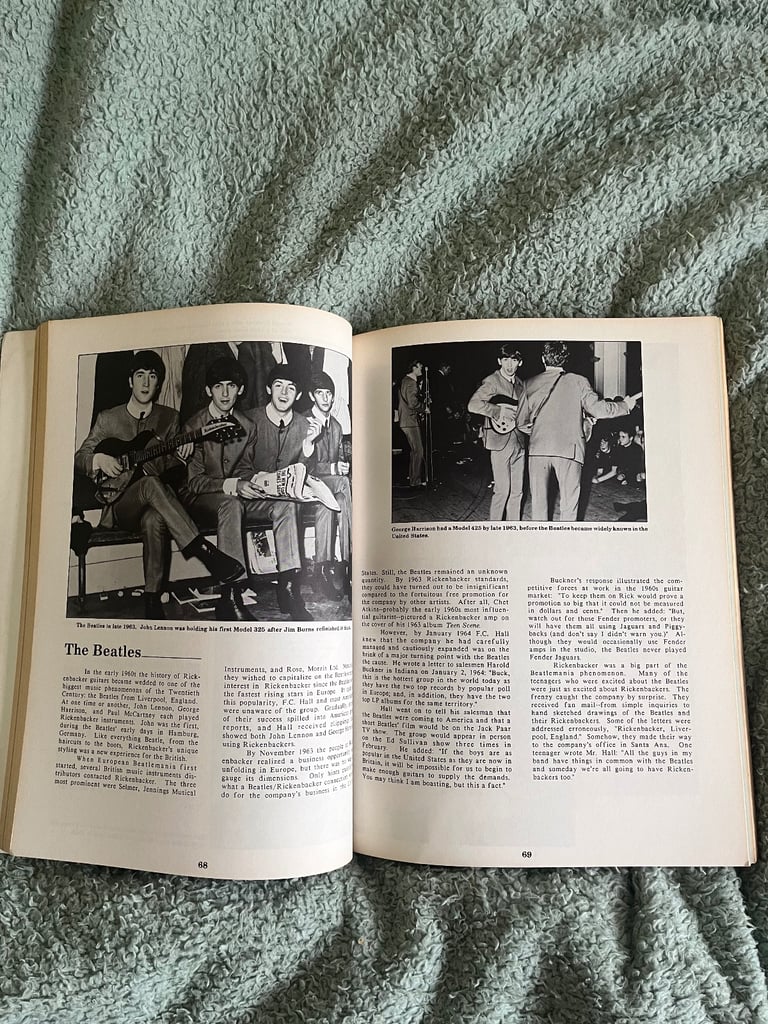 The Beatles in late 1963. John Lennon was holding his first Model 325 after Jim Burns refinished it
The Beatles
In the early 1960s the history of Rick-
enbacker guitars became wedded to one of the
biggest music phenomenons of the Twentieth
Century: the Beatles from Liverpool, England.
At one time or another, John Lennon, George
Harrison, and Paul McCartney each played
Rickenbacker instruments. John was the first,
during the Beatles' early days in Hamburg,
Germany. Like everything Beatle, from the
haircuts to the boots, Rickenbacker's unique
styling was a new experience for the British.
When European Beatlemania first
started, several British music instruments dis-
tributors contacted Rickenbacker. The three
most prominent were Selmer, Jennings Musical
Instruments, and Rose, Morris Ltd.
they wished to capitalize on the
interest in Rickenbacker since the
the fastest rising stars in Europe.
this popularity, F.C. Hall and
were unaware of the group. Gradually,
of their success spilled into
reports, and Hall received
showed both John Lennon and George
using Rickenbackers.
By November 1963 the people
enbacker realized a business
unfolding in Europe, but there was
gauge its dimensions. Only
what a Beatles/Rickenbacker
do for the company's business in
68
George Harrison had a Model 425 by late 1963, before the Beatles became widely known in the
United States.
States. Still, the Beatles remained an unknown
quantity. By 1963 Rickenbacker standards,
they could have turned out to be insignificant
compared to the fortuitous free promotion for
the company by other artists. After all, Chet
Atkins-probably the early 1960s most influen-
tial guitarist-pictured a Rickenbacker amp on
the cover of his 1963 album Teen Scene.
However, by January 1964 F.C. Hall
knew that the company he had carefully
managed and cautiously expanded was on the
brink of a major turning point with the Beatles
the cause. He wrote a letter to salesmen Harold
Buckner in Indiana on January 2, 1964: "Buck,
this is the hottest group in the world today as
they have the two top records by popular poll
in Europe; and, in addition, they have the two
top LP albums for the same territory."
Hall went on to tell his salesman that
the Beatles were coming to America and that "a
short Beatles' film would be on the Jack Paar
TV show. The group would appear in person
on the Ed Sullivan show three times in
February. He added: "If the boys are as
popular in the United States as they are now in
Britain, it will be impossible for us to begin to
make enough guitars to supply the demands.
You may think I am boasting, but this a fact."
Buckner's response illustrated the com-
petitive forces at work in the 1960s guitar
market: "To keep them on Rick would prove a
promotion so big that it could not be measured
in dollars and cents." Then he added: "But,
watch out for those Fender promoters, or they
will have them all using Jaguars and Piggy-
backs (and don't say I didn't warn you.)" Al-
though they would occasionally use Fender
amps in the studio, the Beatles never played
Fender Jaguars.
Rickenbacker was a big part of the
Beatlemania phenomenon. Many of the
teenagers who were excited about the Beatles
were just as excited about Rickenbackers. The
frenzy caught the company by surprise. They
received fan mail-from simple inquiries to
hand sketched drawings of the Beatles and
their Rickenbackers. Some of the letters were
addressed erroneously, "Rickenbacker, Liver-
pool, England." Somehow, they made their way
to the company's office in Santa Ana. One
teenager wrote Mr. Hall: "All the guys in my
band have things in common with the Beatles
and someday we're all going to have Ricken-
backers too."
69